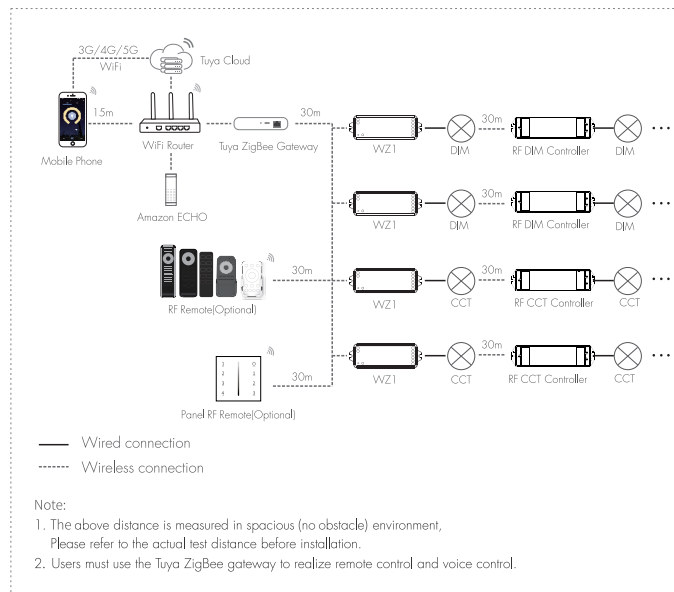 3G/4G/5G
WiFi
Tuya Cloud
15m
30m
Mobile Phone
WiFi Router
Tuya ZigBee Gateway
Amazon ECHO
WZ1
DIM
30m
RF DIM Controller
DIM
...
WZ1
DIM
30m
RF DIM Controller
DIM
...
30m
RF Remote(Optional)
WZ1
CCT
30m
RF CCT Controller
CCT
...
30m
Panel RF Remote(Optional)
WZ1
CCT
30m
RF CCT Controller
CCT
...
Wired connection
Wireless connection
Note:
1. The above distance is measured in spacious (no obstacle) environment,
Please refer to the actual test distance before installation.
2. Users must use the Tuya ZigBee gateway to realize remote control and voice control.